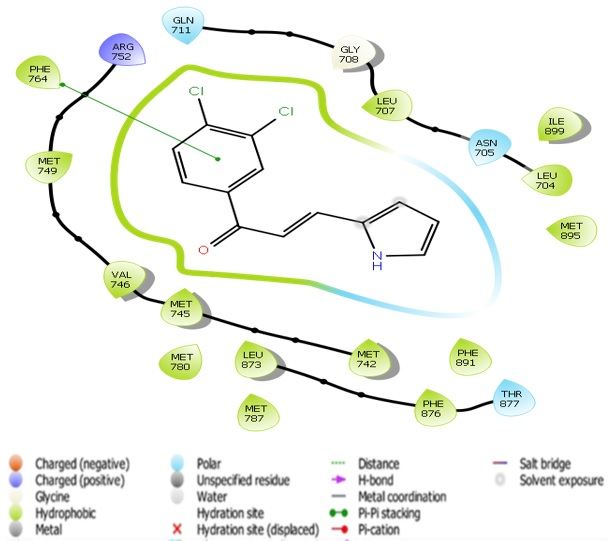 GLN
711
ARG
752
GLY
708
PHE
764
Cl
Cl
LEU
707
ILE
899
ASN
705
MET
749
LEU
704
MET
895
O
N
H
VAL
746
MET
745
MET
780
LEU
873
MET
742
PHE
891
THR
877
MET
787
PHE
876
Charged (negative) Polar Distance Salt bridge
Charged (positive) Unspecified residue H-bond Solvent exposure
Glycine Water Metal coordination
Hydrophobic Hydration site Pi-Pi stacking
Metal Hydration site (displaced) Pi-cation